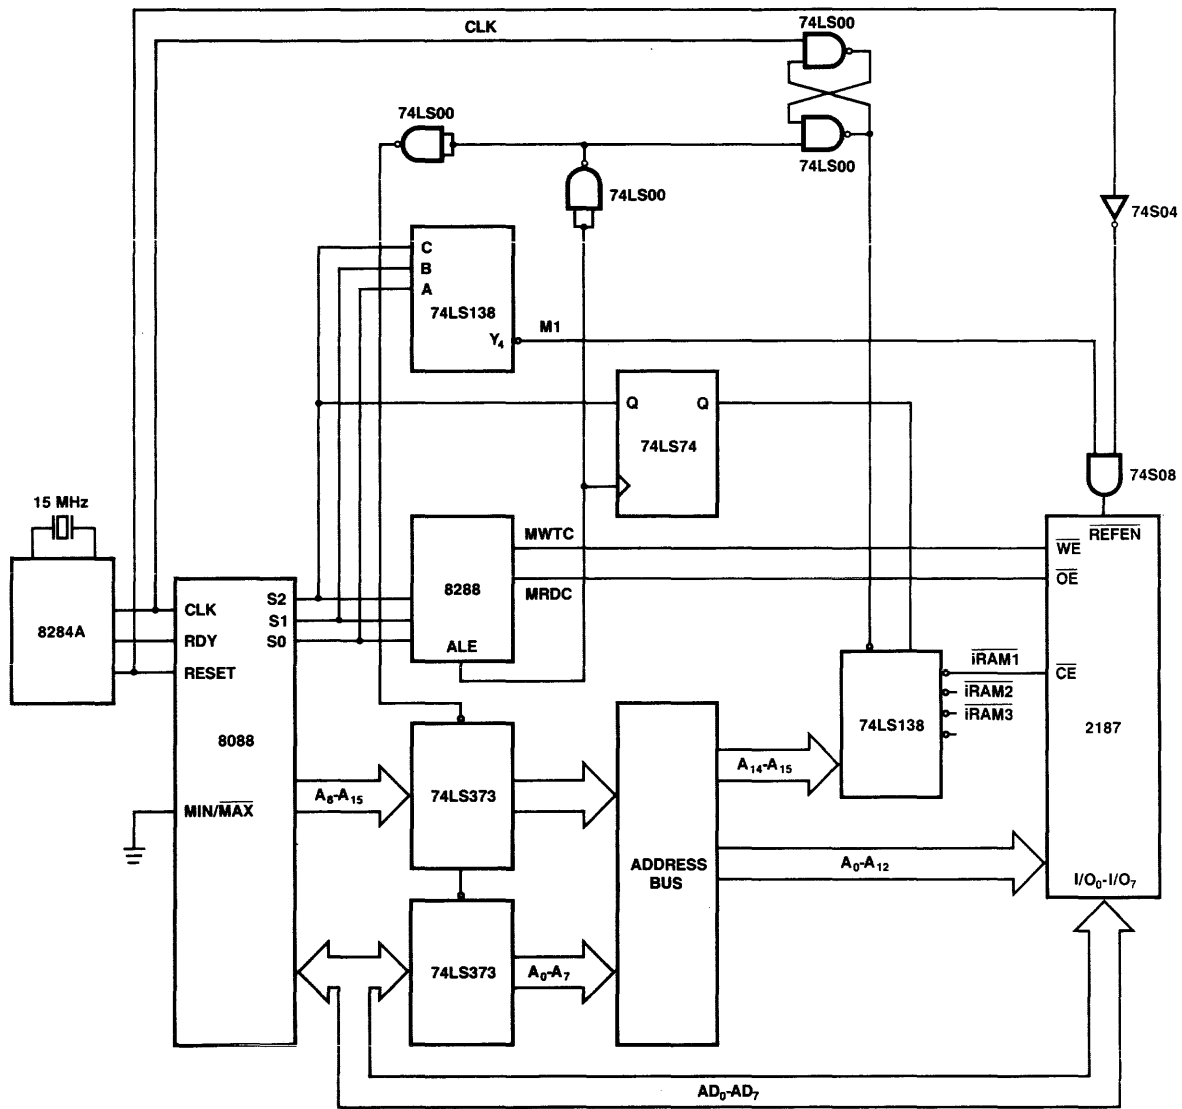 CLK
74LS00
74LS00
74LS00
74LS00
74S04
C
B
A
74LS138
Y4
M1
Q
Q
74LS74
74S08
15 MHz
8284A
CLK
RDY
RESET
S2
S1
S0
8088
MIN/MAX
8288
ALE
MWTC
MRDC
REFEN
WE
OE
CE
2187
I/O0-I/O7
iRAM1
iRAM2
iRAM3
74LS138
A8-A15
74LS373
A14-A15
ADDRESS
BUS
A0-A12
74LS373
A0-A7
AD0-AD7